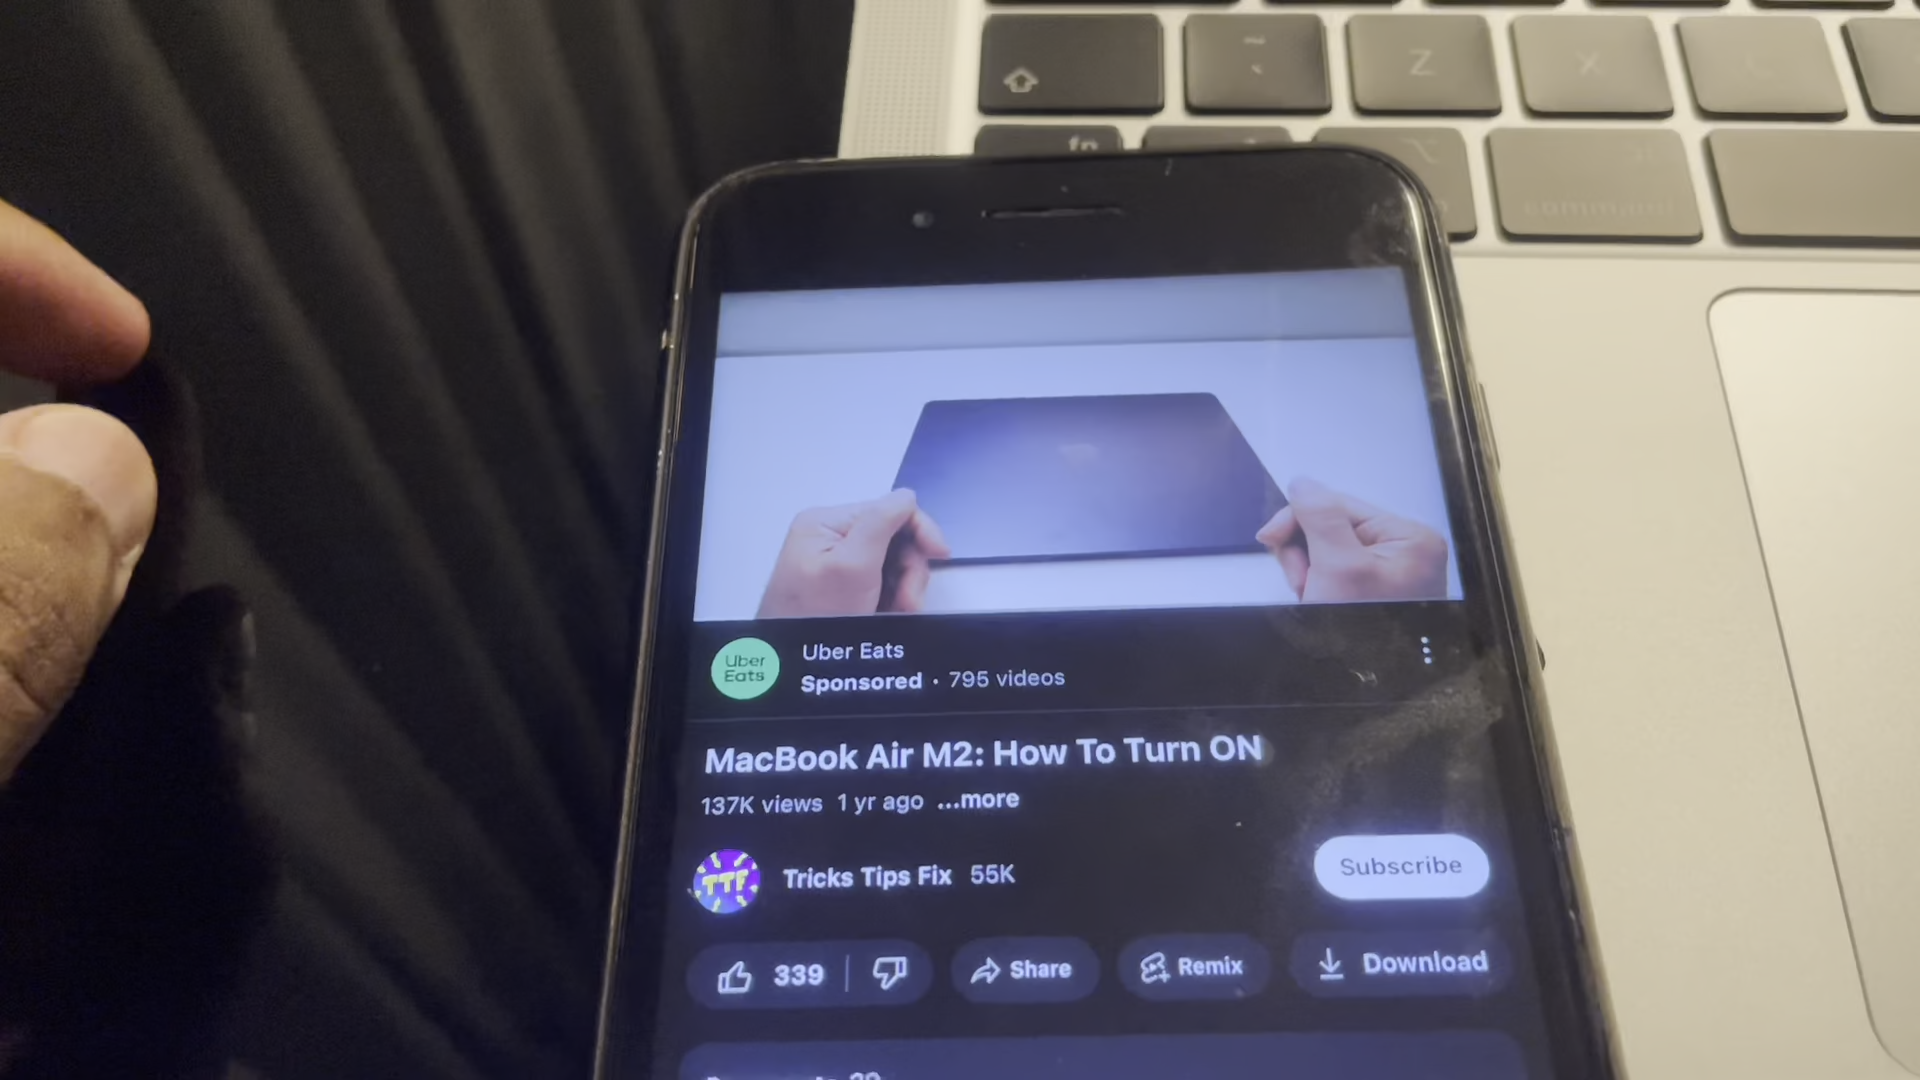 Z
X
fn
command
Uber Eats
Uber
Eats
Sponsored • 795 videos
MacBook Air M2: How To Turn ON
137K views 1 yr ago ...more
TTF
Tricks Tips Fix 55K
Subscribe
339
Share
Remix
Download